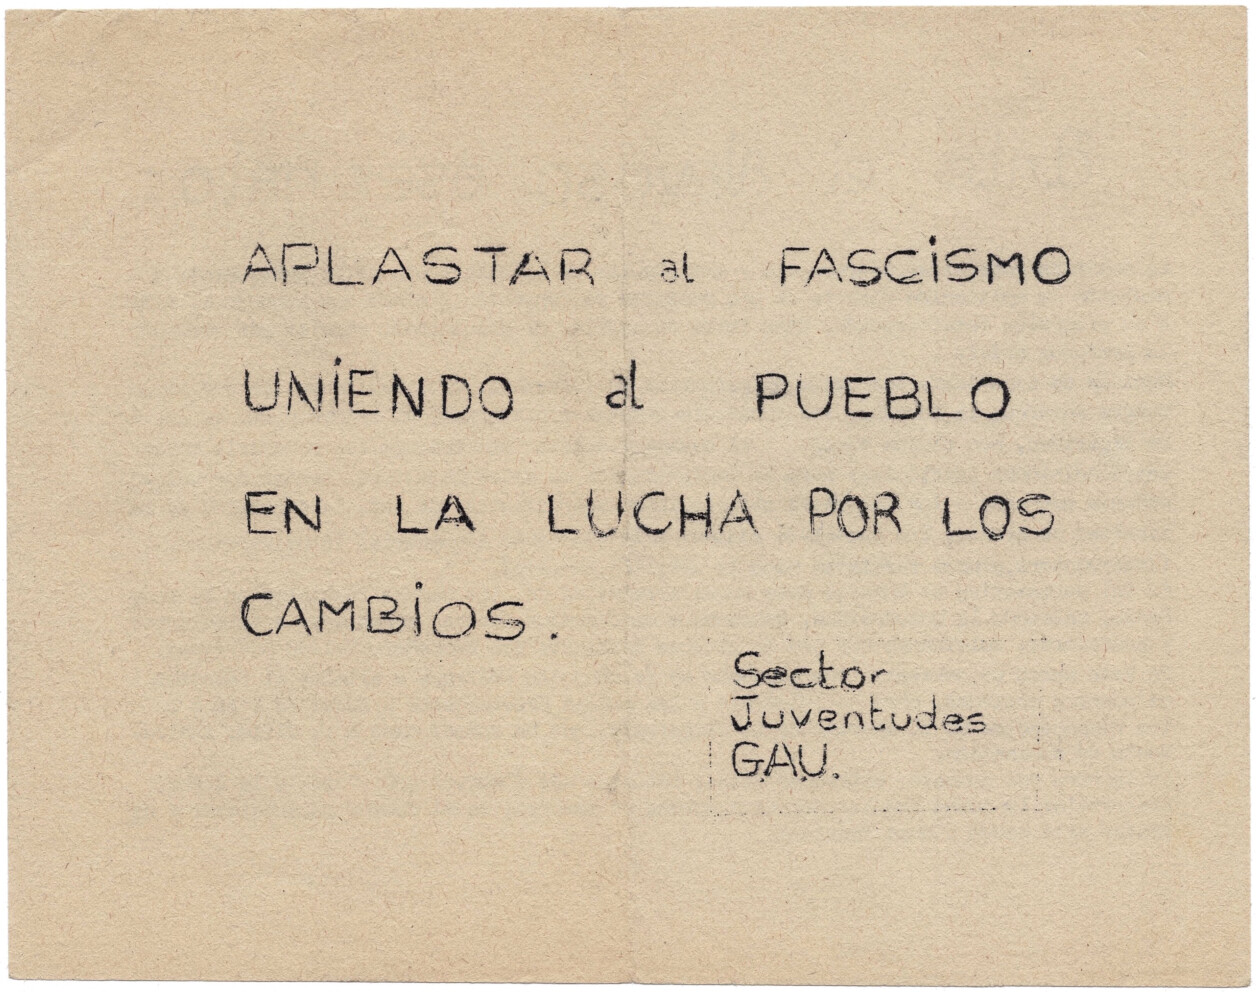 APLASTAR al FASCiSMO
UNiENDO al PUEBLO
EN LA LUCHA POR LOS
CAMBiOS.
Sector
Juventudes
G.A.U.